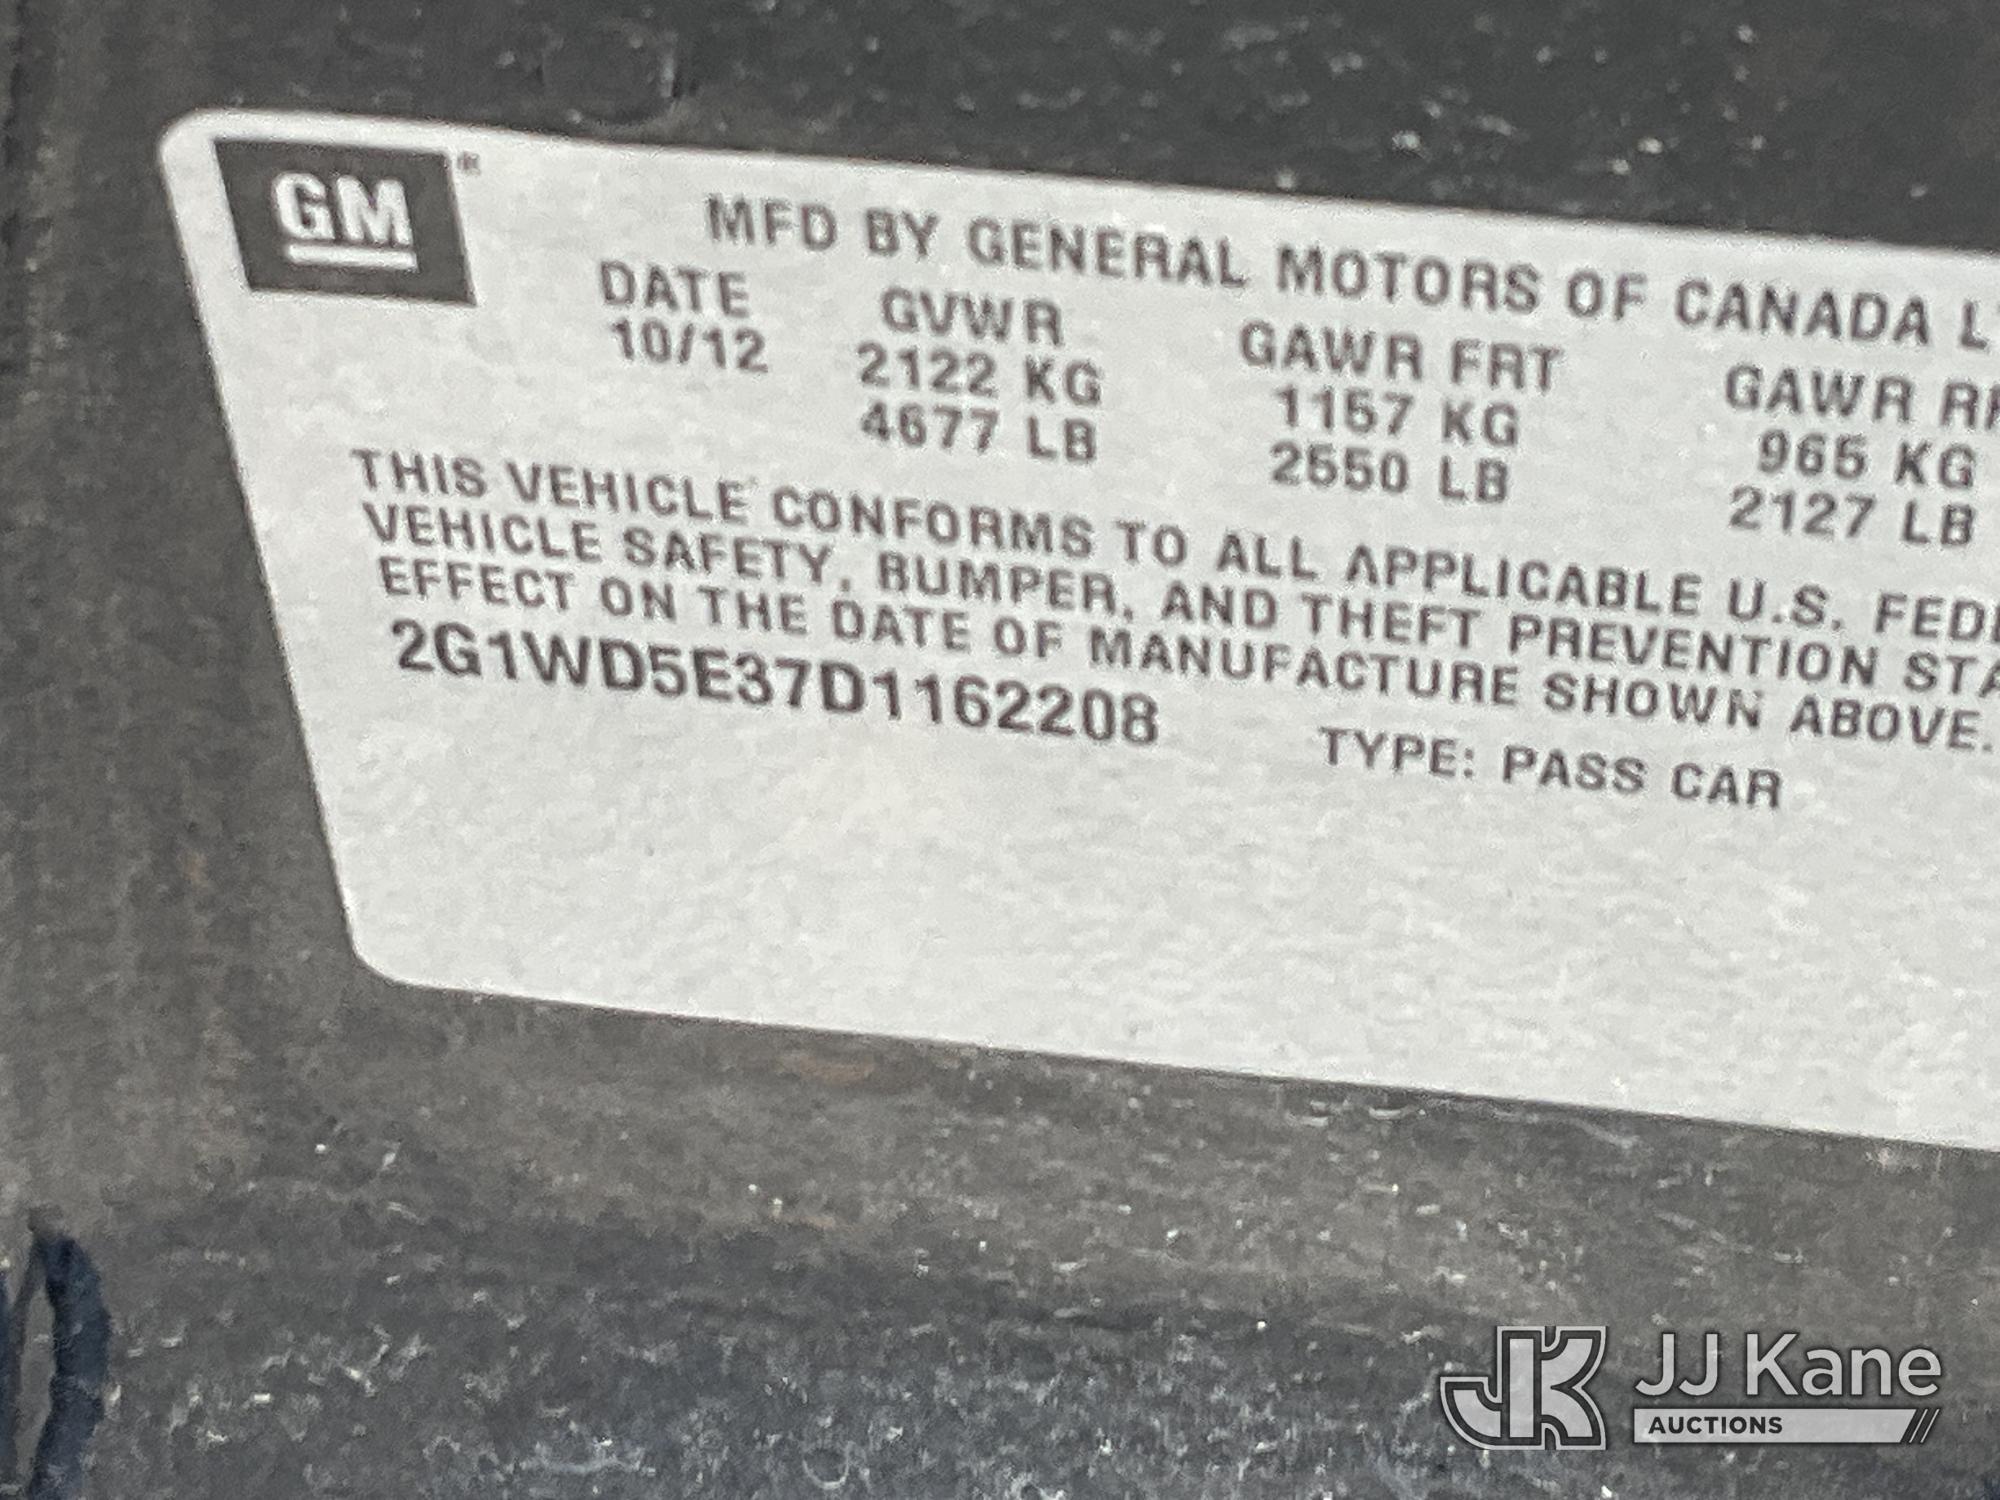 GM
MFD BY GENERAL MOTORS OF CANADA
DATE GVWR GAWR FRT GAWR
10/12 2122 KG 1157 KG 965 KG
4677 LB 2550 LB 2127 LB
THIS VEHICLE CONFORMS TO ALL APPLICABLE U.S.
VEHICLE SAFETY, BUMPER, AND THEFT PREVENTION
EFFECT ON THE DATE OF MANUFACTURE SHOWN ABOVE.
2G1WD5E37D1162208 TYPE: PASS CAR
JK JJ Kane
AUCTIONS